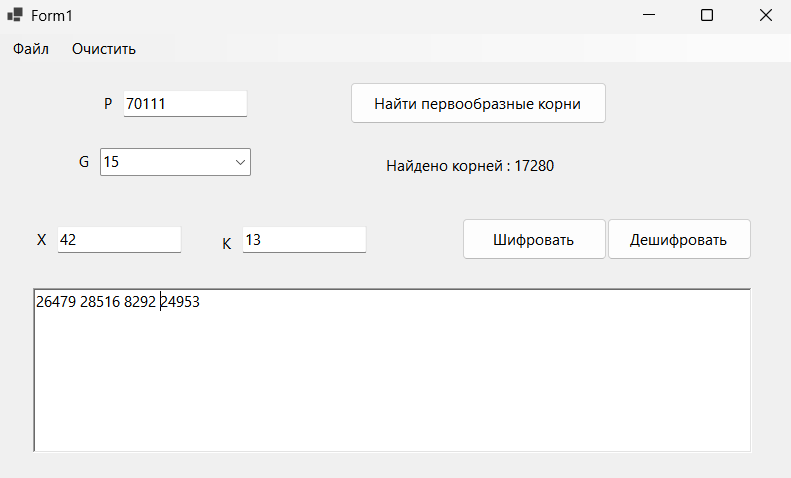 Form1
Файл Очистить
P 70111 Найти первообразные корни
G 15 Найдено корней : 17280
X 42 К 13 Шифровать Дешифровать
26479 28516 8292 24953